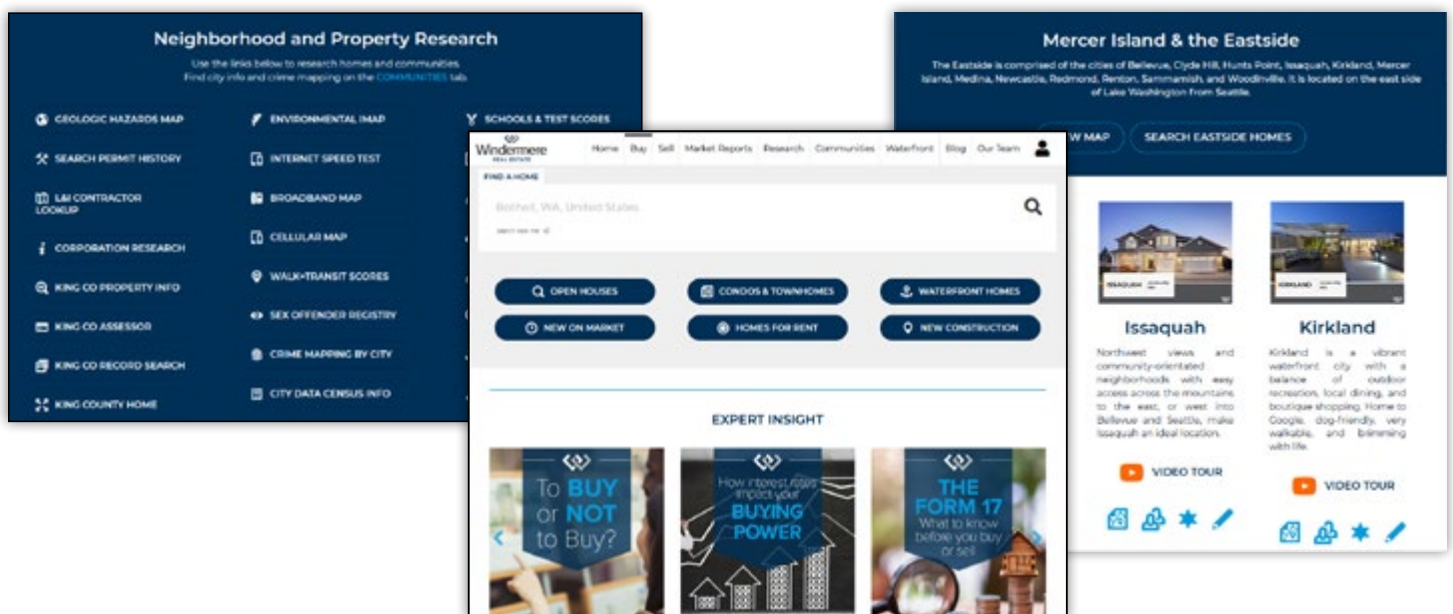 Neighborhood and Property Research
Use the links below to research homes and communities.
Find city info and crime mapping on the COMMUNITIES tab.
GEOLOGIC HAZARDS MAP
SEARCH PERMIT HISTORY
L&I CONTRACTOR
LOOKUP
CORPORATION RESEARCH
KING CO PROPERTY INFO
KING CO ASSESSOR
KING CO RECORD SEARCH
KING COUNTY HOME
ENVIRONMENTAL IMAP
INTERNET SPEED TEST
BROADBAND MAP
CELLULAR MAP
WALK+TRANSIT SCORES
SEX OFFENDER REGISTRY
CRIME MAPPING BY CITY
CITY DATA CENSUS INFO
SCHOOLS & TEST SCORES
Windermere
REAL ESTATE
Home Buy Sell Market Reports Research Communities Waterfront Blog Our Team
FIND A HOME
Bothell, WA, United States
OPEN HOUSES
CONDOS & TOWNHOMES
WATERFRONT HOMES
NEW ON MARKET
HOMES FOR RENT
NEW CONSTRUCTION
EXPERT INSIGHT
To BUY
or NOT
to Buy?
How interest rates
impact your
BUYING
POWER
THE
FORM 17
What to know
before you buy
or sell
Mercer Island & the Eastside
The Eastside is comprised of the cities of Bellevue, Clyde Hill, Hunts Point, Issaquah, Kirkland, Mercer
Island, Medina, Newcastle, Redmond, Renton, Sammamish, and Woodinville. It is located on the east side
of Lake Washington from Seattle.
W MAP
SEARCH EASTSIDE HOMES
ISSAQUAH
KIRKLAND
Issaquah
Northwest views and
community-orientated
neighborhoods with easy
access across the mountains
to the east, or west into
Bellevue and Seattle, make
Issaquah an ideal location.
VIDEO TOUR
Kirkland
Kirkland is a vibrant
waterfront city with a
balance of outdoor
recreation, local dining, and
boutique shopping. Home to
Google, dog-friendly, very
walkable, and brimming
with life.
VIDEO TOUR